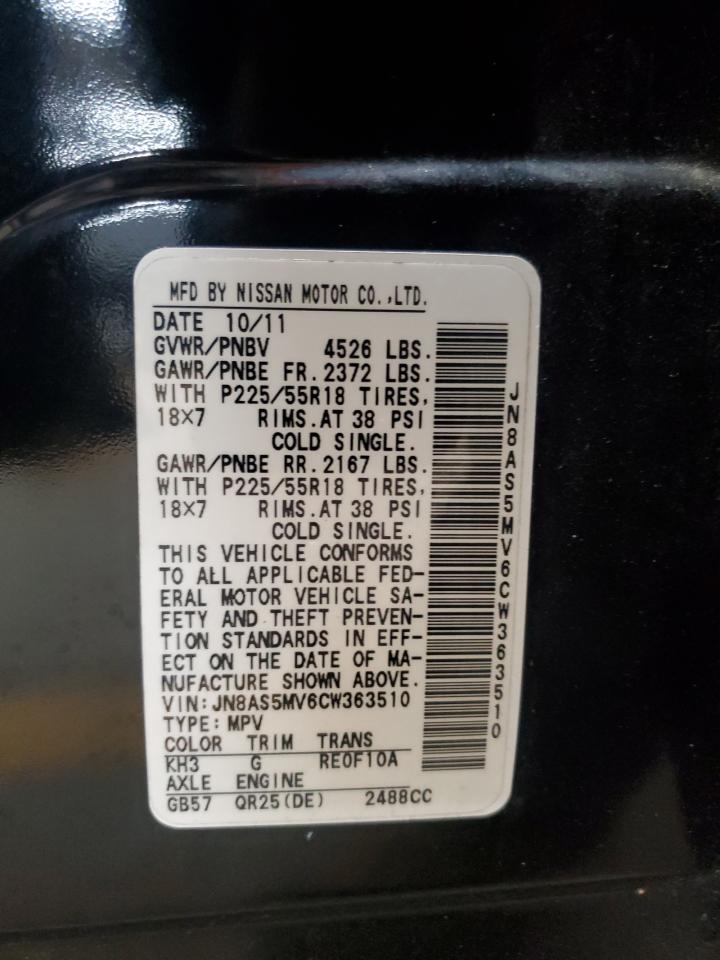 MFD BY NISSAN MOTOR CO.,LTD.
DATE 10/11
GVWR/PNBV 4526 LBS.
GAWR/PNBE FR. 2372 LBS.
WITH P225/55R18 TIRES,
18×7 RIMS. AT 38 PSI
COLD SINGLE.
GAWR/PNBE RR. 2167 LBS.
WITH P225/55R18 TIRES,
18×7 RIMS. AT 38 PSI
COLD SINGLE.
THIS VEHICLE CONFORMS
TO ALL APPLICABLE FED-
ERAL MOTOR VEHICLE SA-
FETY AND THEFT PREVEN-
TION STANDARDS IN EFF-
ECT ON THE DATE OF MA-
NUFACTURE SHOWN ABOVE.
VIN: JN8AS5MV6CW363510
TYPE: MPV
COLOR TRIM TRANS
KH3 G RE0F10A
AXLE ENGINE
GB57 QR25(DE) 2488CC
JN8AS5MV6CW363510